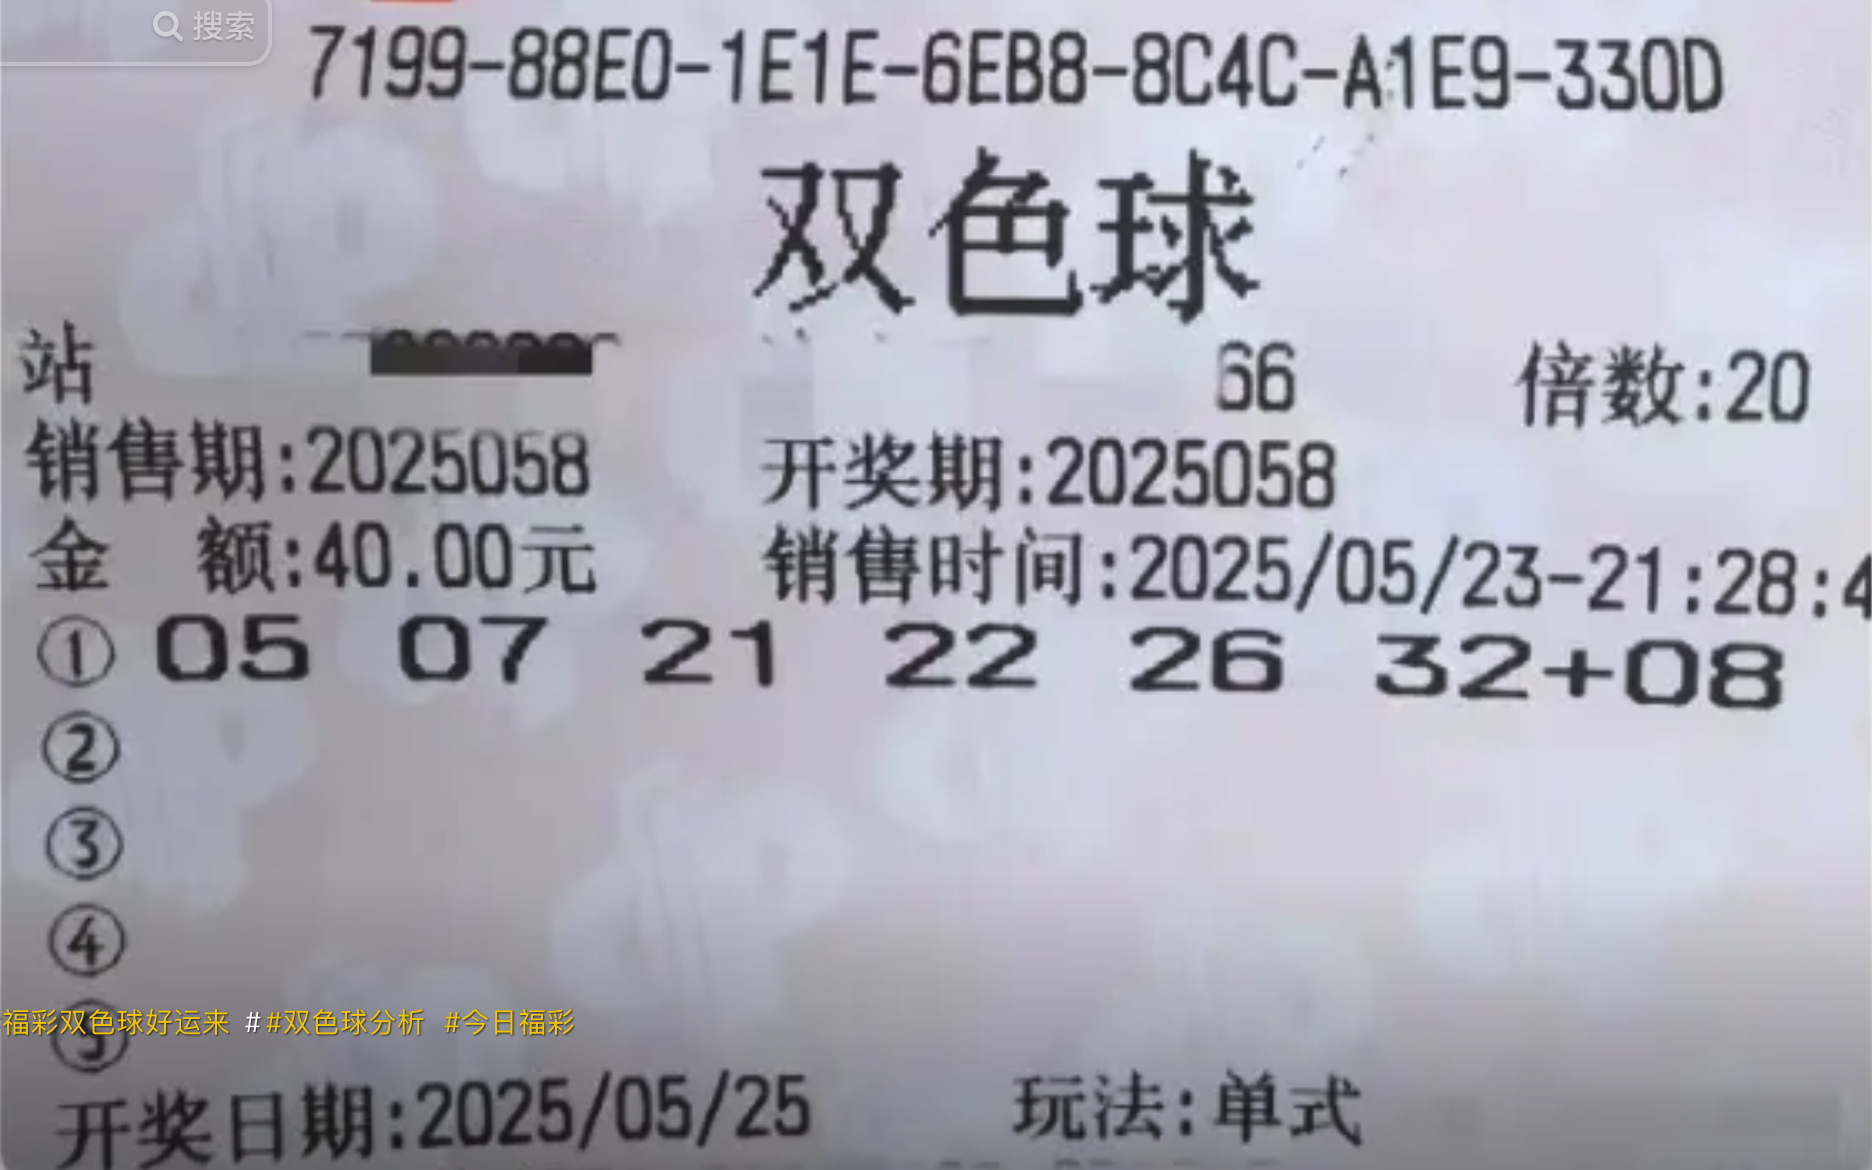 搜索
7199-88E0-1E1E-6EB8-8C4C-A1E9-330D
双色球
站 66 倍数:20
销售期:2025058 开奖期:2025058
金 额:40.00元 销售时间:2025/05/23-21:28:4
① 05 07 21 22 26 32+08
②
③
④
⑤
福彩双色球好运来 # #双色球分析 #今日福彩
开奖日期:2025/05/25 玩法:单式